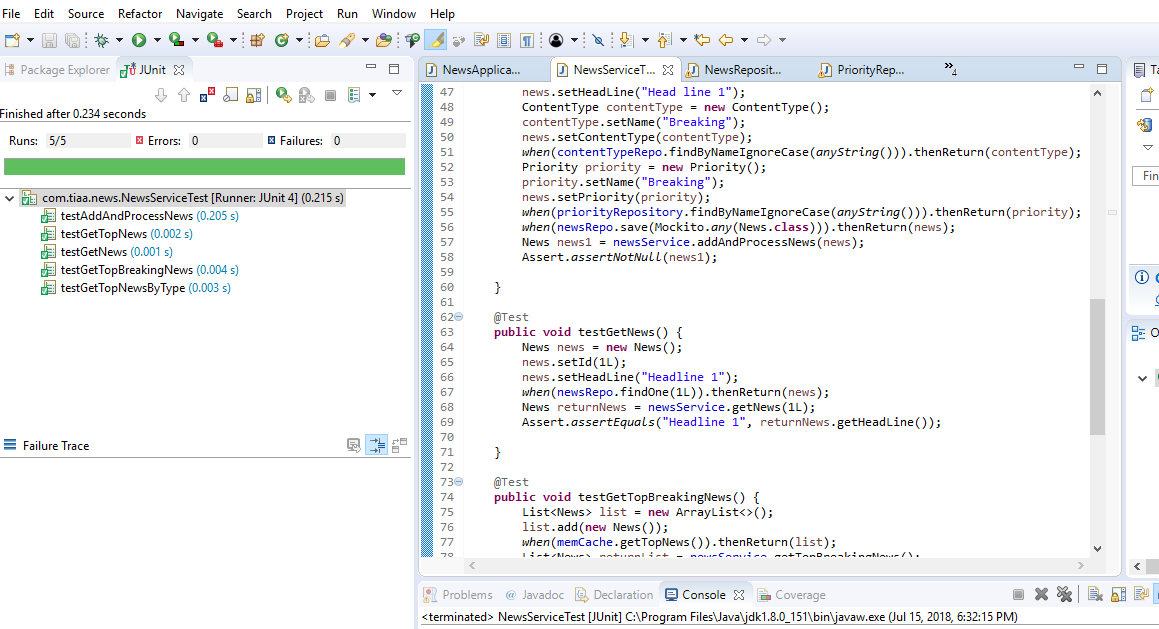 File Edit Source Refactor Navigate Search Project Run Window Help
Package Explorer JUnit
Finished after 0.234 seconds
Runs: 5/5 Errors: 0 Failures: 0
com.tiaa.news.NewsServiceTest [Runner: JUnit 4] (0.215 s)
testAddAndProcessNews (0.205 s)
testGetTopNews (0.002 s)
testGetNews (0.001 s)
testGetTopBreakingNews (0.004 s)
testGetTopNewsByType (0.003 s)
Failure Trace
NewsApplica... NewsServiceT... NewsReposit... PriorityRep... »4
47 news.setHeadLine("Head line 1");
48 ContentType contentType = new ContentType();
49 contentType.setName("Breaking");
50 news.setContentType(contentType);
51 when(contentTypeRepo.findByNameIgnoreCase(anyString())).thenReturn(contentType);
52 Priority priority = new Priority();
53 priority.setName("Breaking");
54 news.setPriority(priority);
55 when(priorityRepository.findByNameIgnoreCase(anyString())).thenReturn(priority);
56 when(newsRepo.save(Mockito.any(News.class))).thenReturn(news);
57 News news1 = newsService.addAndProcessNews(news);
58 Assert.assertNotNull(news1);
59
60 }
61
62 @Test
63 public void testGetNews() {
64 News news = new News();
65 news.setId(1L);
66 news.setHeadLine("Headline 1");
67 when(newsRepo.findOne(1L)).thenReturn(news);
68 News returnNews = newsService.getNews(1L);
69 Assert.assertEquals("Headline 1", returnNews.getHeadLine());
70
71 }
72
73 @Test
74 public void testGetTopBreakingNews() {
75 List<News> list = new ArrayList<>();
76 list.add(new News());
77 when(memCache.getTopNews()).thenReturn(list);
78 List<News> returnList = newsService.getTopBreakingNews();
Fin
Problems Javadoc Declaration Console Coverage
<terminated> NewsServiceTest [JUnit] C:\Program Files\Java\jdk1.8.0_151\bin\javaw.exe (Jul 15, 2018, 6:32:15 PM)